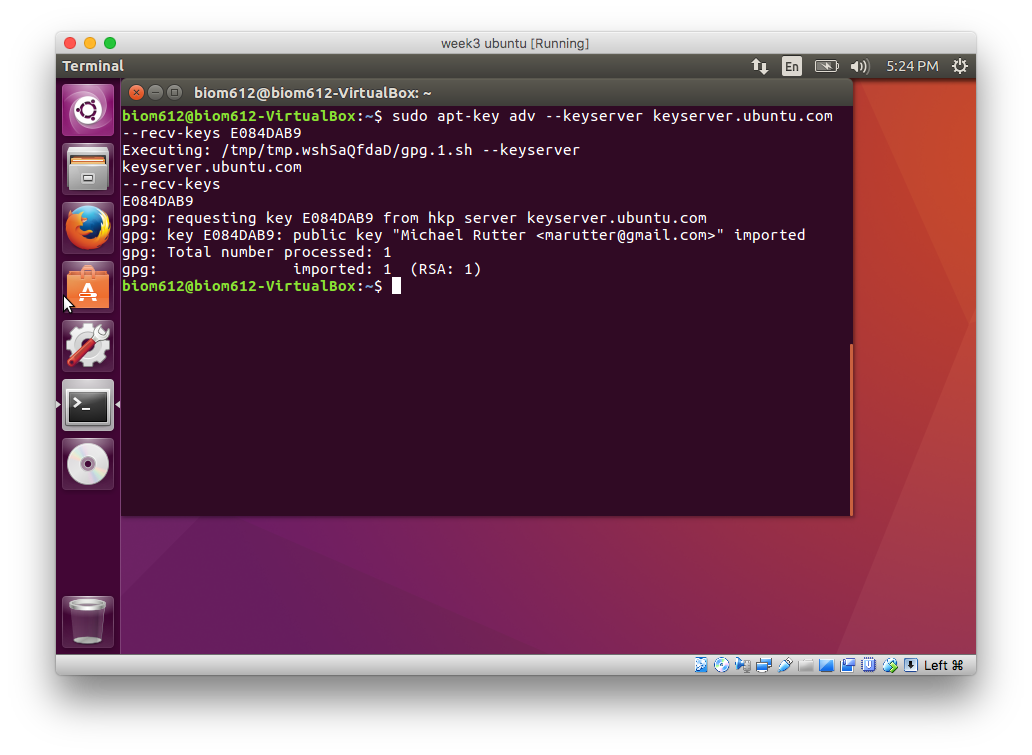 week3 ubuntu [Running]
Terminal
En
5:24 PM
biom612@biom612-VirtualBox: ~
biom612@biom612-VirtualBox:~$ sudo apt-key adv --keyserver keyserver.ubuntu.com
--recv-keys E084DAB9
Executing: /tmp/tmp.wshSaQfdaD/gpg.1.sh --keyserver
keyserver.ubuntu.com
--recv-keys
E084DAB9
gpg: requesting key E084DAB9 from hkp server keyserver.ubuntu.com
gpg: key E084DAB9: public key "Michael Rutter <marutter@gmail.com>" imported
gpg: Total number processed: 1
gpg:               imported: 1  (RSA: 1)
biom612@biom612-VirtualBox:~$
Left ⌘